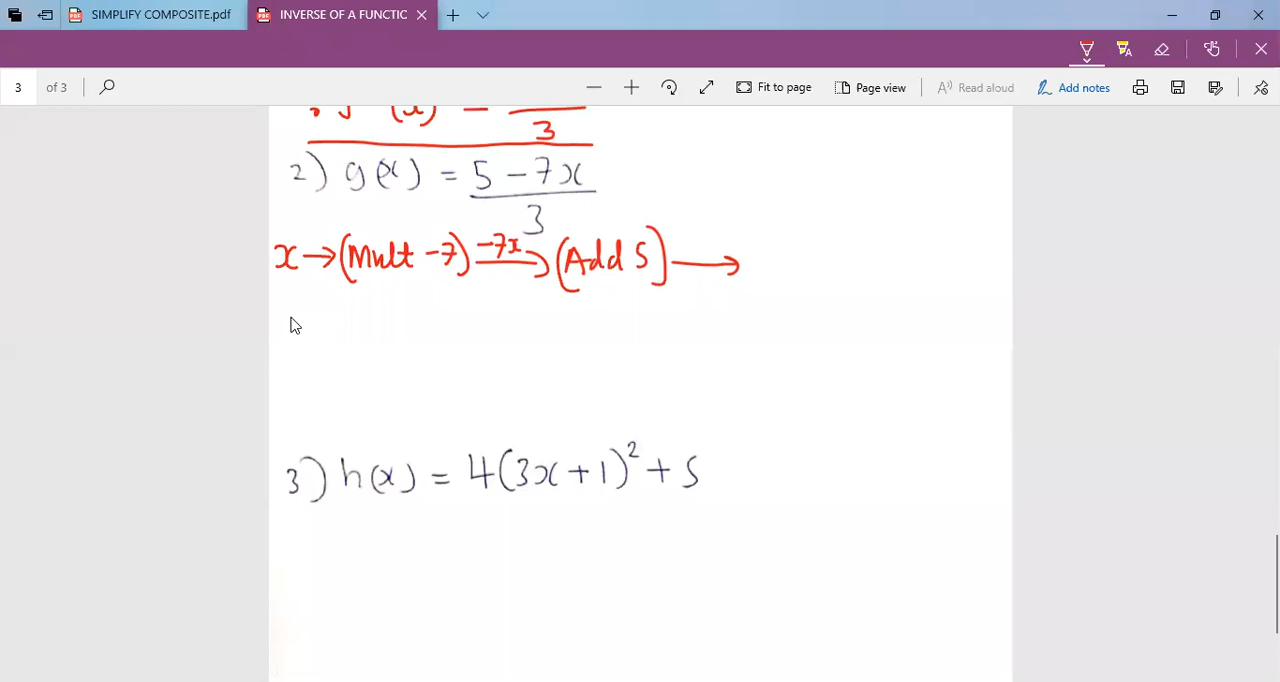 SIMPLIFY COMPOSITE.pdf INVERSE OF A FUNCTIC
3 of 3 Fit to page Page view Read aloud Add notes
3
2) g(x) = 5 - 7x
3
x → (Mult -7) -7x → (Add 5) →
3) h(x) = 4(3x + 1)² + 5